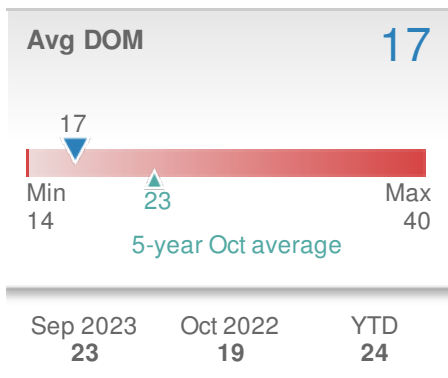 Avg DOM 17
17
Min Max
14 23 40
5-year Oct average
Sep 2023 Oct 2022 YTD
23 19 24